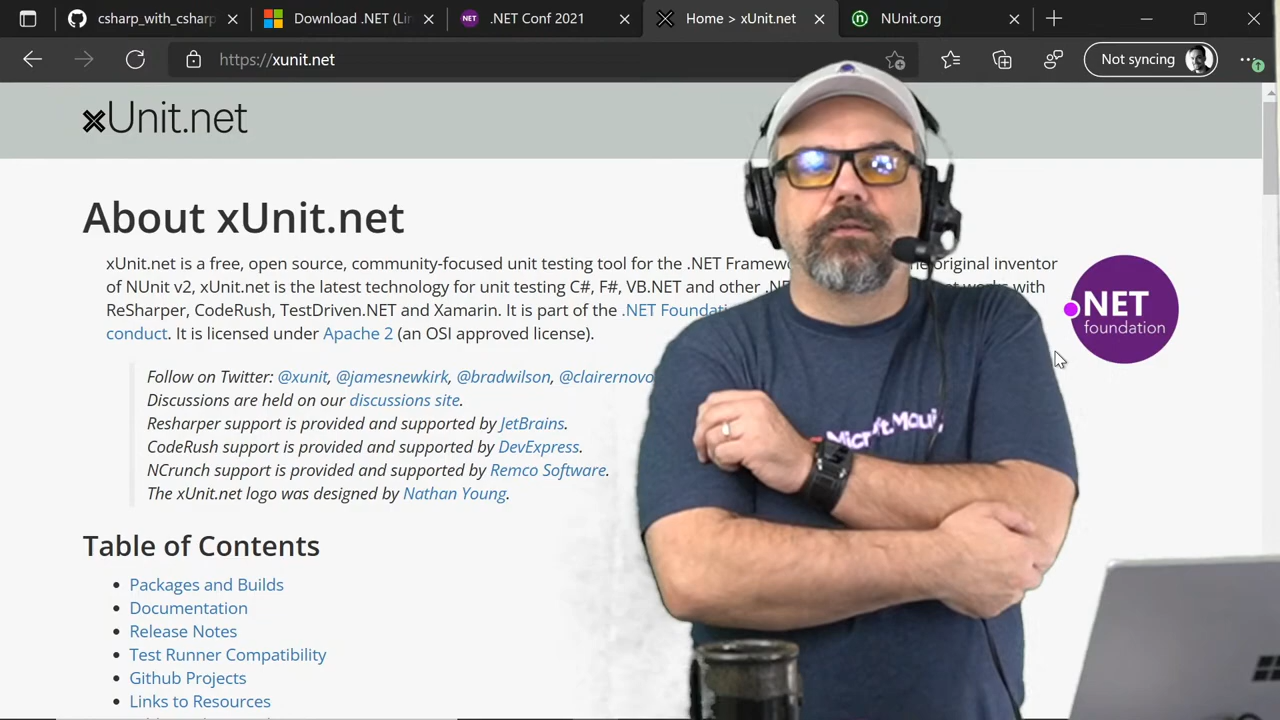 csharp_with_csharp
Download .NET (Lin
.NET Conf 2021
Home > xUnit.net
NUnit.org
https://xunit.net
Not syncing
xUnit.net
About xUnit.net
xUnit.net is a free, open source, community-focused unit testing tool for the .NET Framew original inventor
of NUnit v2, xUnit.net is the latest technology for unit testing C#, F#, VB.NET and other .N t works with
ReSharper, CodeRush, TestDriven.NET and Xamarin. It is part of the .NET Foundat
conduct. It is licensed under Apache 2 (an OSI approved license).
.NET
foundation
Follow on Twitter: @xunit, @jamesnewkirk, @bradwilson, @clairernovo
Discussions are held on our discussions site.
Resharper support is provided and supported by JetBrains.
CodeRush support is provided and supported by DevExpress.
NCrunch support is provided and supported by Remco Software.
The xUnit.net logo was designed by Nathan Young.
Microsoft.Maui
Table of Contents
Packages and Builds
Documentation
Release Notes
Test Runner Compatibility
Github Projects
Links to Resources